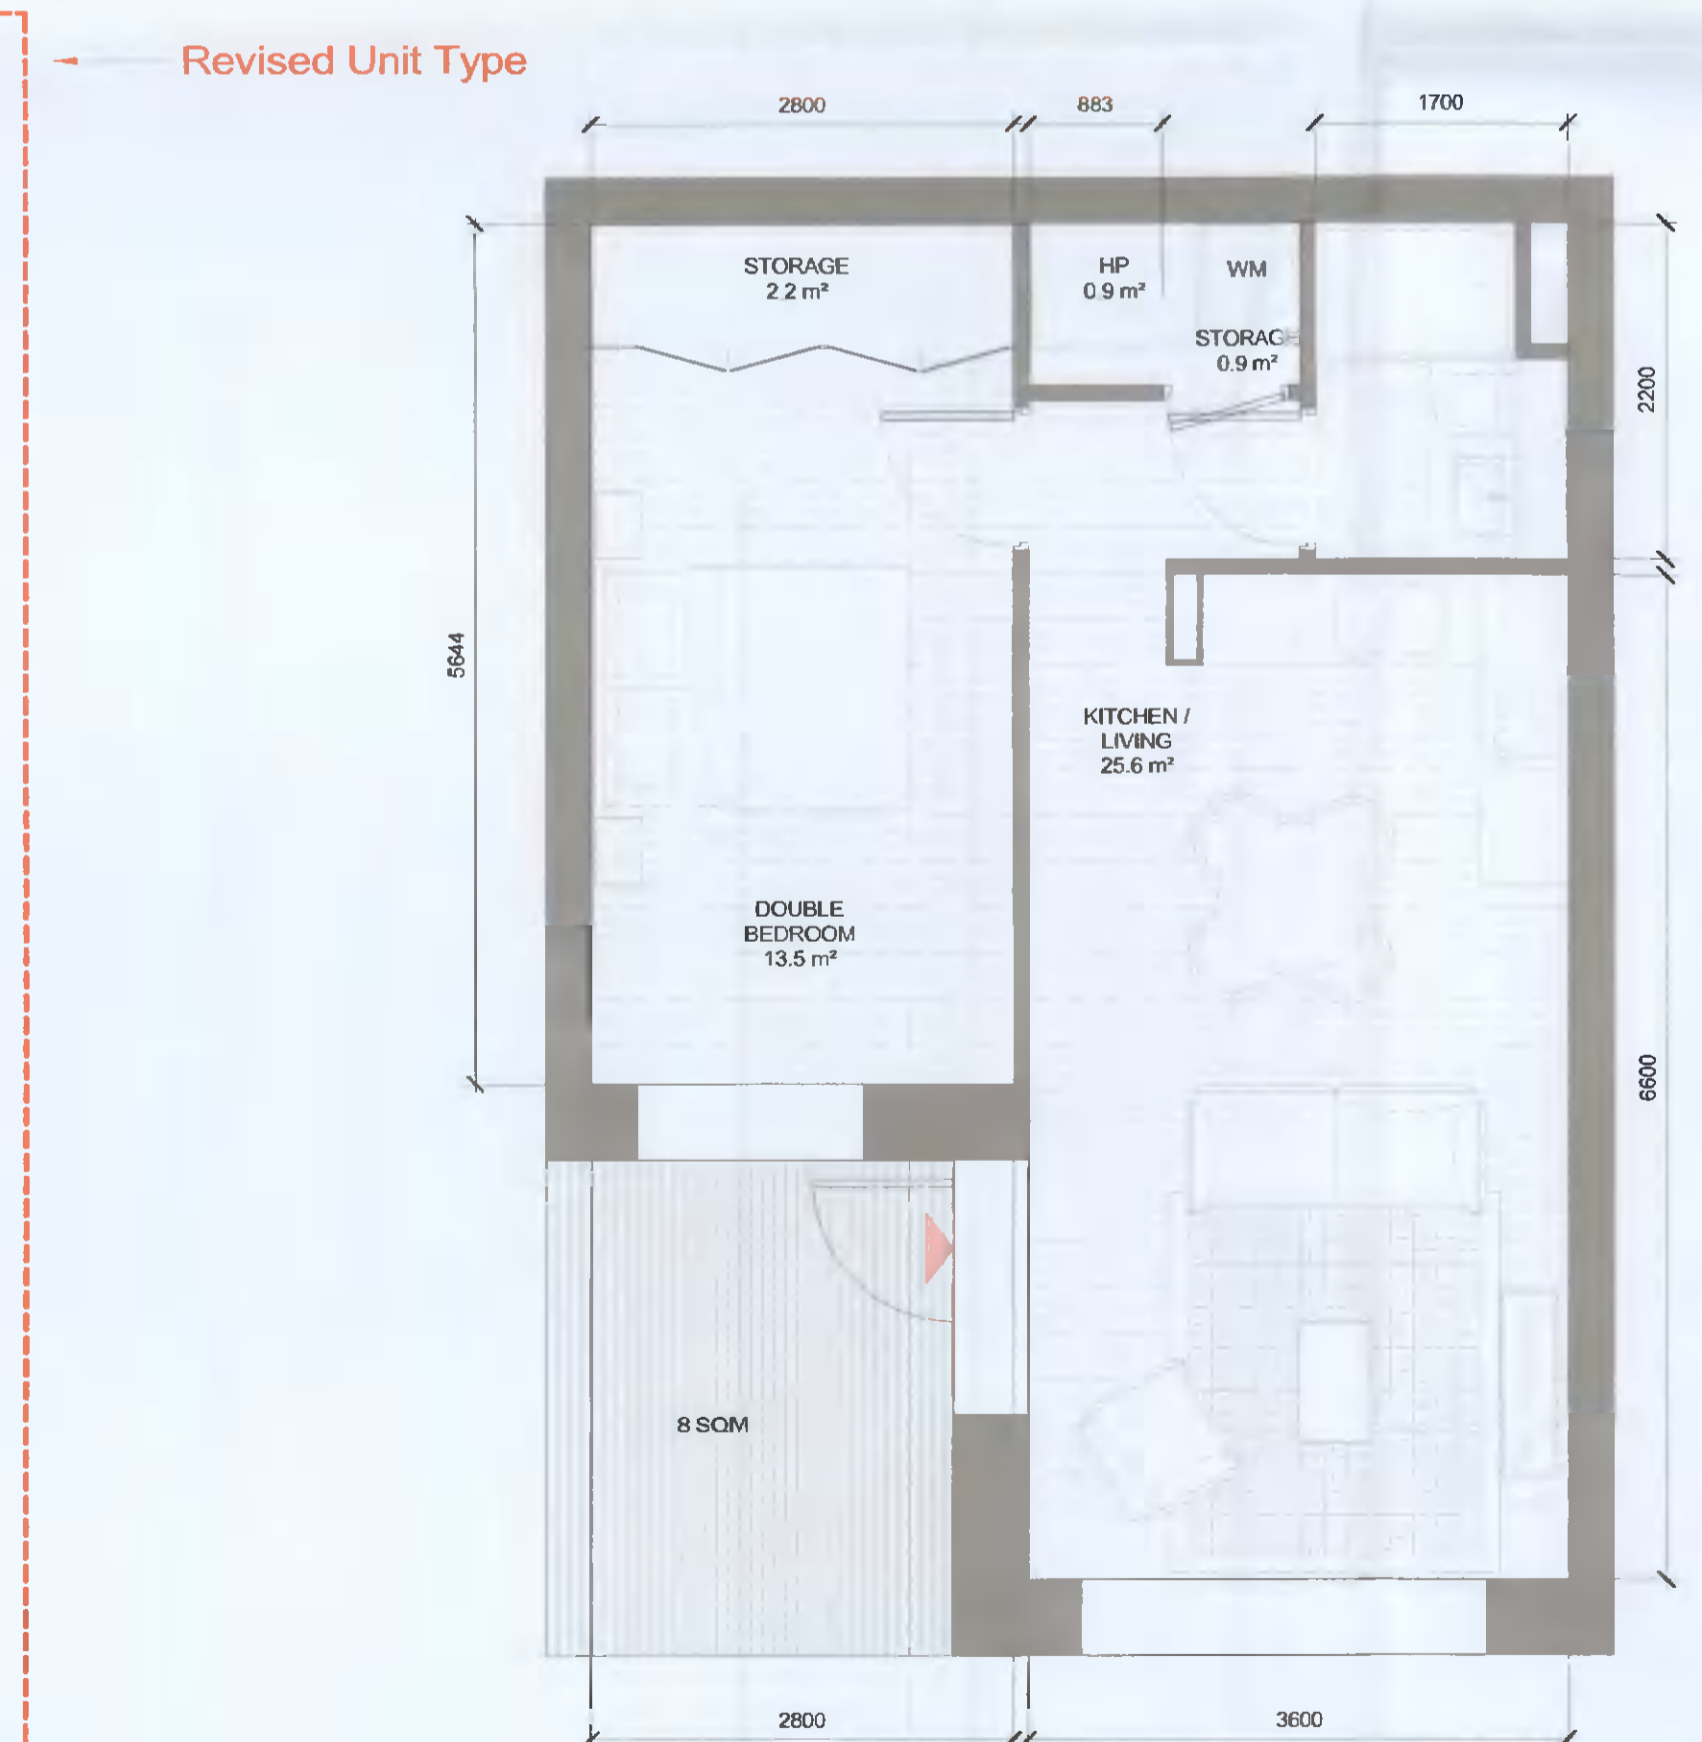 Revised Unit Type
2800
883
1700
STORAGE
2.2 m²
HP
0.9 m²
WM
STORAGE
0.9 m²
2200
5644
KITCHEN /
LIVING
25.6 m²
DOUBLE
BEDROOM
13.5 m²
6600
8 SQM
2800
3600